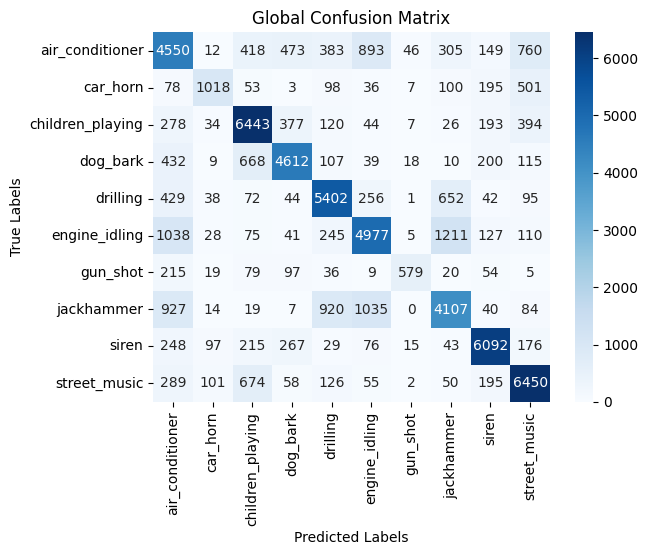 Global Confusion Matrix
True Labels
air_conditioner 4550 12 418 473 383 893 46 305 149 760
car_horn 78 1018 53 3 98 36 7 100 195 501
children_playing 278 34 6443 377 120 44 7 26 193 394
dog_bark 432 9 668 4612 107 39 18 10 200 115
drilling 429 38 72 44 5402 256 1 652 42 95
engine_idling 1038 28 75 41 245 4977 5 1211 127 110
gun_shot 215 19 79 97 36 9 579 20 54 5
jackhammer 927 14 19 7 920 1035 0 4107 40 84
siren 248 97 215 267 29 76 15 43 6092 176
street_music 289 101 674 58 126 55 2 50 195 6450
air_conditioner
car_horn
children_playing
dog_bark
drilling
engine_idling
gun_shot
jackhammer
siren
street_music
Predicted Labels
6000
5000
4000
3000
2000
1000
0